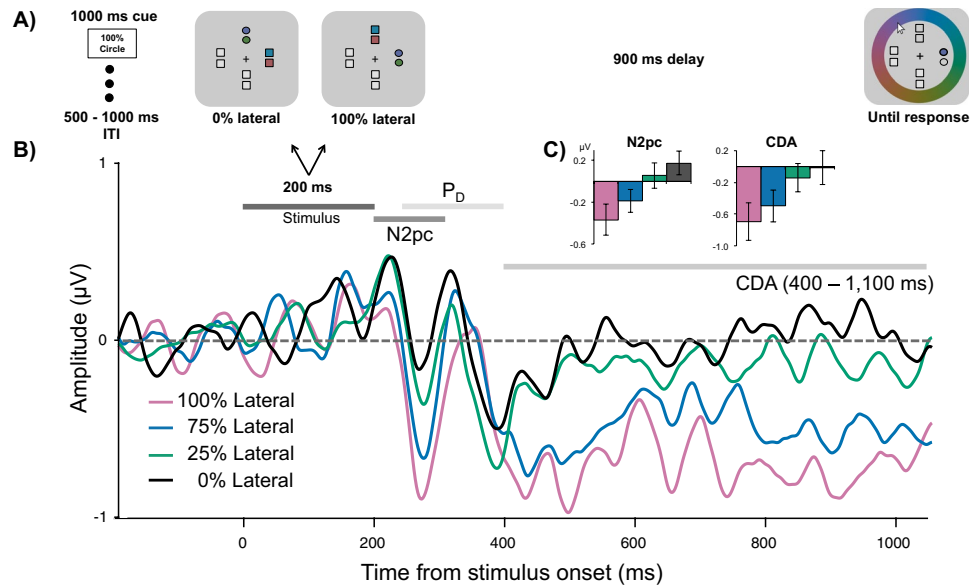 A)
1000 ms cue
100%
Circle
500 - 1000 ms
ITI
0% lateral
100% lateral
900 ms delay
Until response
B)
200 ms
Stimulus
P_D
N2pc
C)
N2pc
µV
0.2
-0.2
-0.6
CDA
0.2
-0.2
-0.6
-1.0
CDA (400 – 1,100 ms)
1
0
-1
Amplitude (µV)
100% Lateral
75% Lateral
25% Lateral
0% Lateral
0
200
400
600
800
1000
Time from stimulus onset (ms)